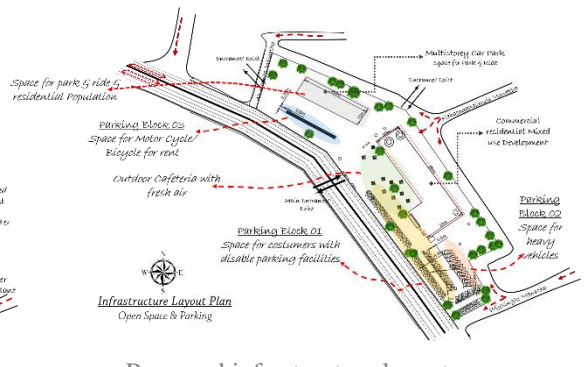 Entrance/ Exist
Multistorey Car Park
Space for Park & Ride
Space for park & ride &
residential Population
Entrance/ Exist
Commercial
residential Mixed
use Development
Parking Block 03
Space for Motor Cycle/
Bicycle for rent
Outdoor Cafeteria with
fresh air
Main Entrance/
Exist
Parking
Block 02
Space for
heavy
vehicles
Parking Block 01
Space for costumers with
disable parking facilities
W E
Infrastructure Layout Plan
Open Space & Parking